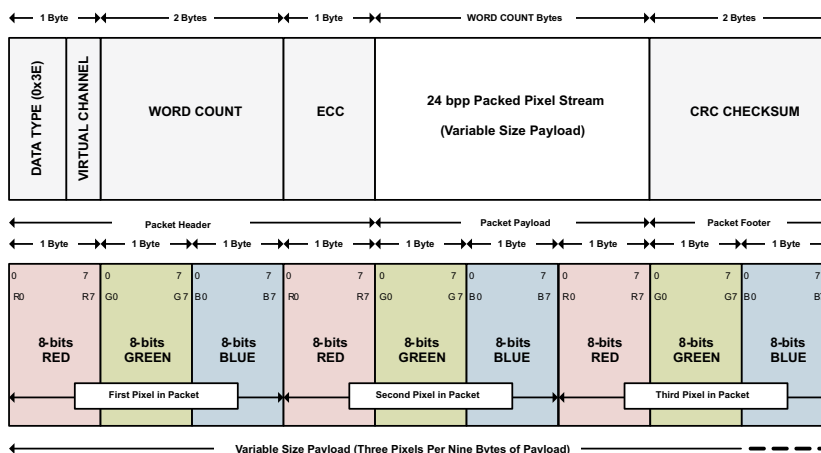 1 Byte 2 Bytes 1 Byte WORD COUNT Bytes 2 Bytes
DATA TYPE (0x3E)
VIRTUAL CHANNEL
WORD COUNT
ECC
24 bpp Packed Pixel Stream
(Variable Size Payload)
CRC CHECKSUM
Packet Header Packet Payload Packet Footer
1 Byte 1 Byte 1 Byte 1 Byte 1 Byte 1 Byte 1 Byte 1 Byte 1 Byte
0 7 0 7 0 7 0 7 0 7 0 7 0 7 0 7 0 7
R0 R7 G0 G7 B0 B7 R0 R7 G0 G7 B0 B7 R0 R7 G0 G7 B0
8-bits 8-bits 8-bits 8-bits 8-bits 8-bits 8-bits 8-bits 8-bits
RED GREEN BLUE RED GREEN BLUE RED GREEN BLUE
First Pixel in Packet Second Pixel in Packet Third Pixel in Packet
Variable Size Payload (Three Pixels Per Nine Bytes of Payload)